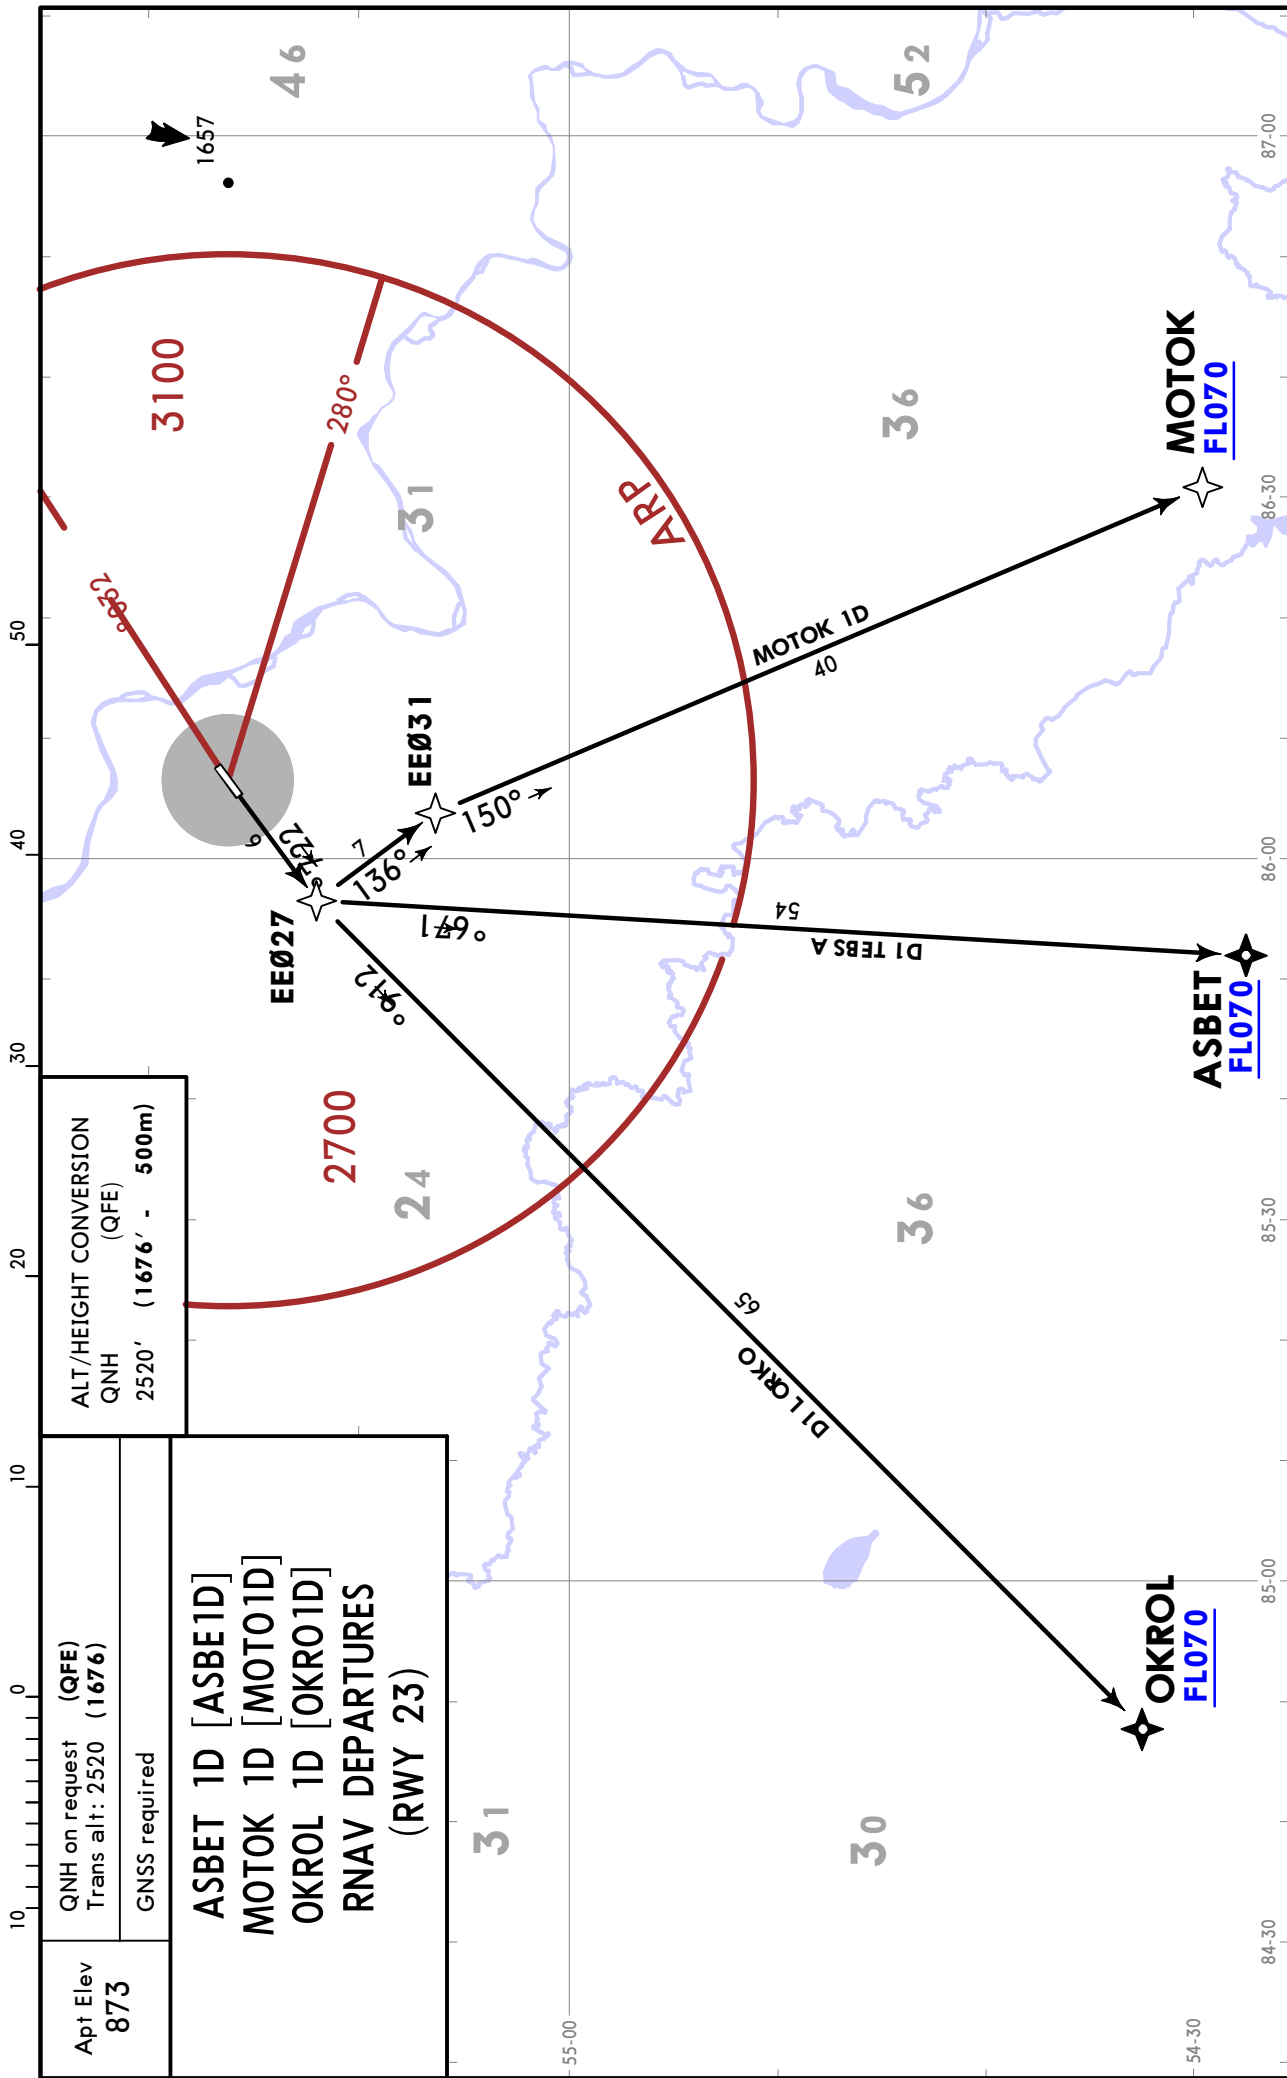 Apt Elev
873
QNH on request (QFE)
Trans alt: 2520 (1676)
GNSS required
ALT/HEIGHT CONVERSION
QNH (QFE)
2520' (1676' - 500m)
ASBET 1D [ASBE1D]
MOTOK 1D [MOTO1D]
OKROL 1D [OKRO1D]
RNAV DEPARTURES
(RWY 23)
10
0
10
20
30
40
50
46
1657
3100
280°
31
ARP
2700
24
EEØ27
EEØ31
°722
7
136°
150°
MOTOK 1D
40
54
D1 TEBS A
65
D1 LORKO
52
36
36
31
30
MOTOK
FL070
ASBET
FL070
OKROL
FL070
55-00
54-30
84-30
85-00
85-30
86-00
86-30
87-00